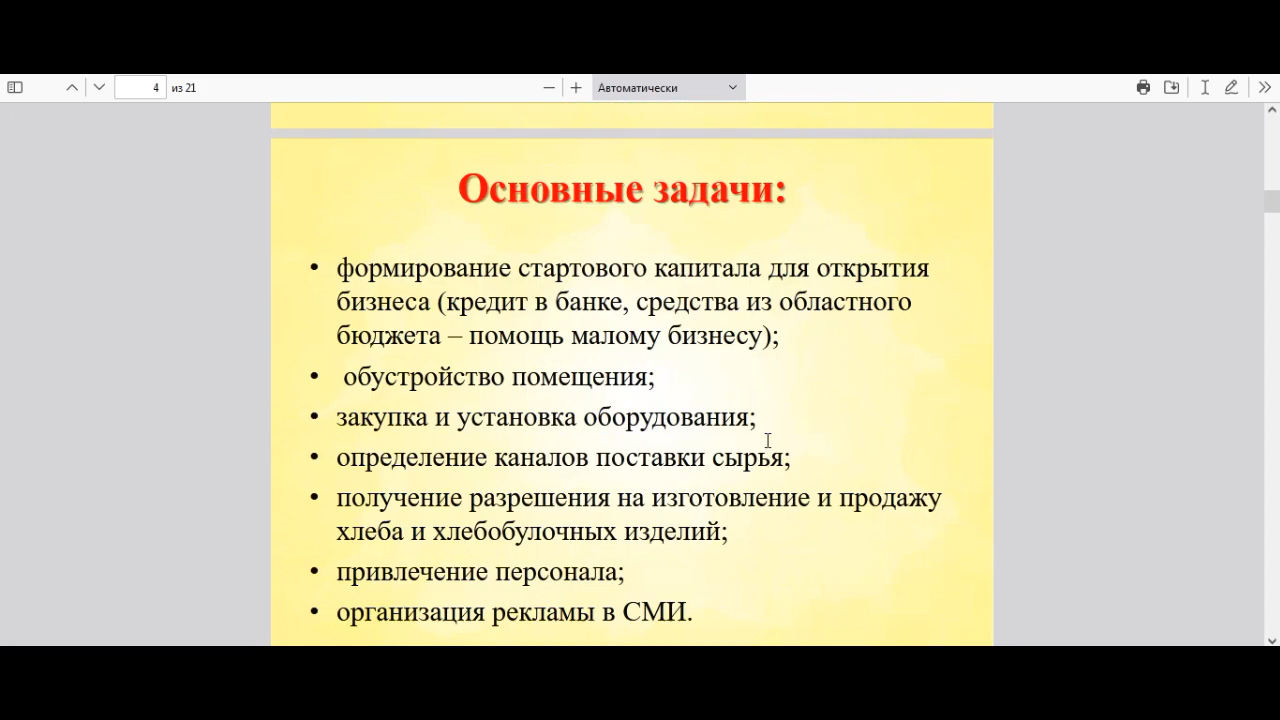 4 из 21
Автоматически
Основные задачи:
• формирование стартового капитала для открытия
бизнеса (кредит в банке, средства из областного
бюджета – помощь малому бизнесу);
• обустройство помещения;
• закупка и установка оборудования;
• определение каналов поставки сырья;
• получение разрешения на изготовление и продажу
хлеба и хлебобулочных изделий;
• привлечение персонала;
• организация рекламы в СМИ.